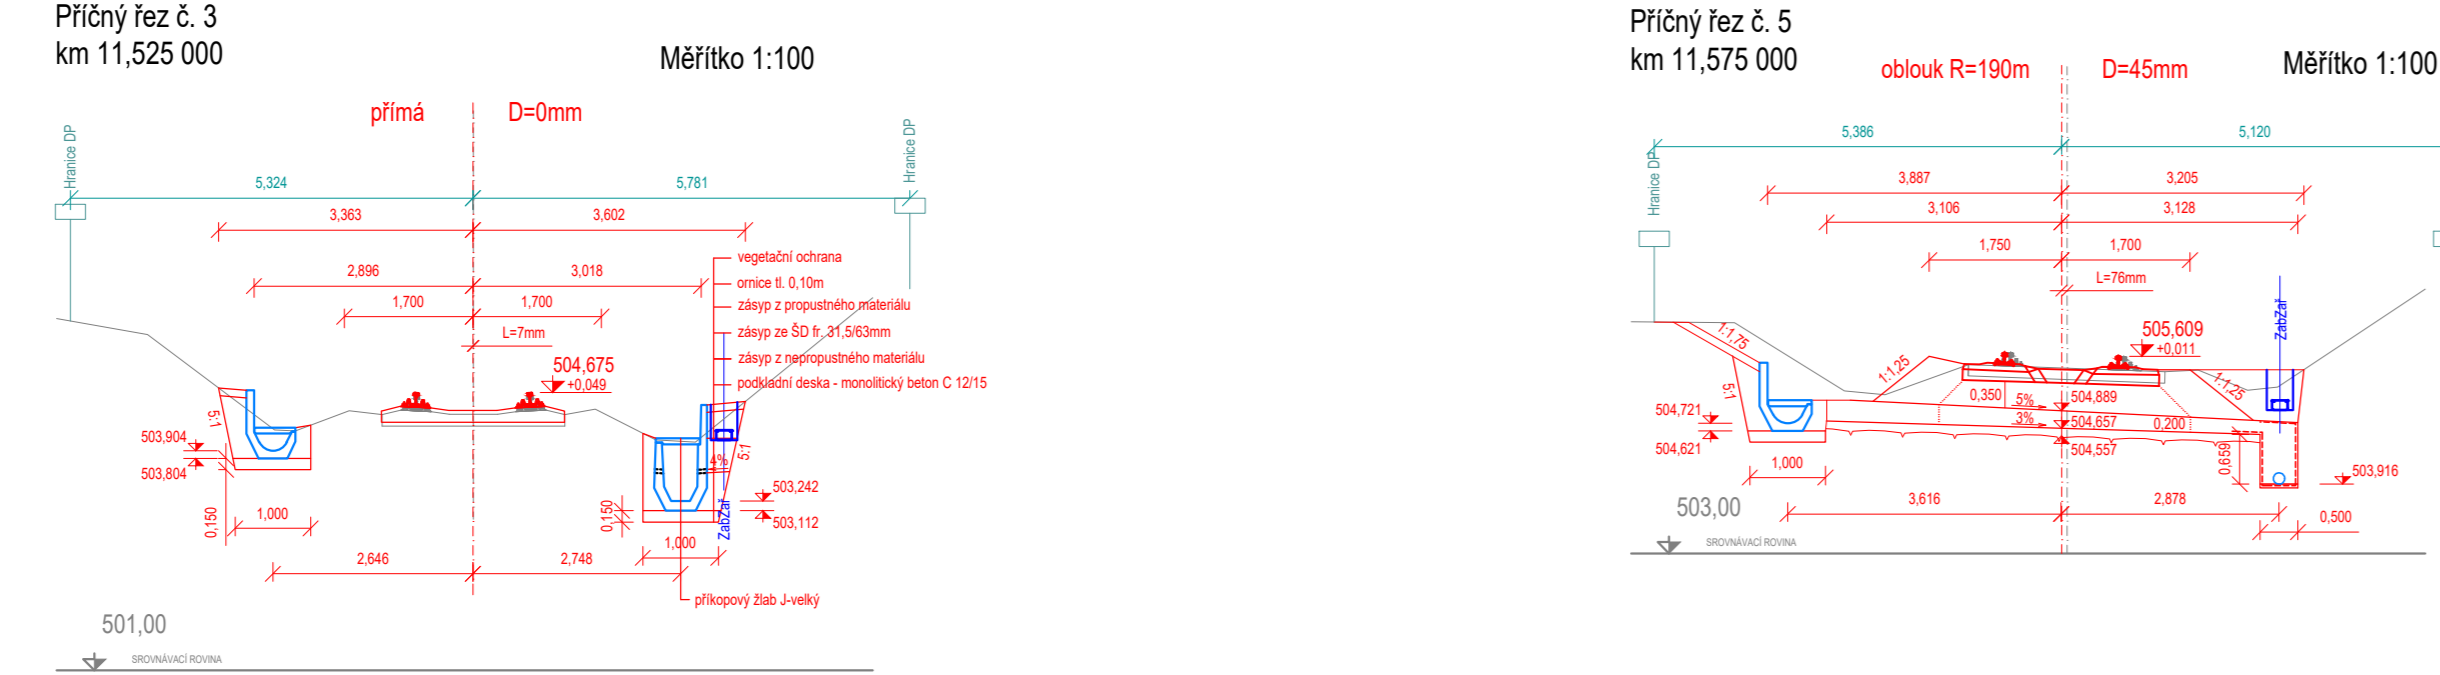 Příčný řez č. 3
km 11,525 000
Měřítko 1:100
přímá
D=0mm
Hranice DP
Hranice DP
5,324
5,781
3,363
3,602
vegetační ochrana
2,896
3,018
ornice tl. 0,10m
1,700
1,700
zásyp z propustného materiálu
L=7mm
zásyp ze ŠD fr. 31,5/63mm
zásyp z nepropustného materiálu
504,675
+0,049
podkladní deska - monolitický beton C 12/15
5:1
503,904
503,804
4%
5:1
503,242
503,112
0,150
1,000
0,150
ZabZař
1,000
2,646
2,748
příkopový žlab J-velký
501,00
SROVNÁVACÍ ROVINA
Příčný řez č. 5
km 11,575 000
oblouk R=190m
D=45mm
Měřítko 1:100
5,386
5,120
Hranice DP
3,887
3,205
3,106
3,128
1,750
1,700
L=76mm
ZabZař
1:1,75
505,609
+0,011
1:1,25
1:1,25
5:1
0,350
5%
504,889
504,721
3%
504,657
0,200
504,621
504,557
1,000
0,659
503,916
503,00
3,616
2,878
0,500
SROVNÁVACÍ ROVINA